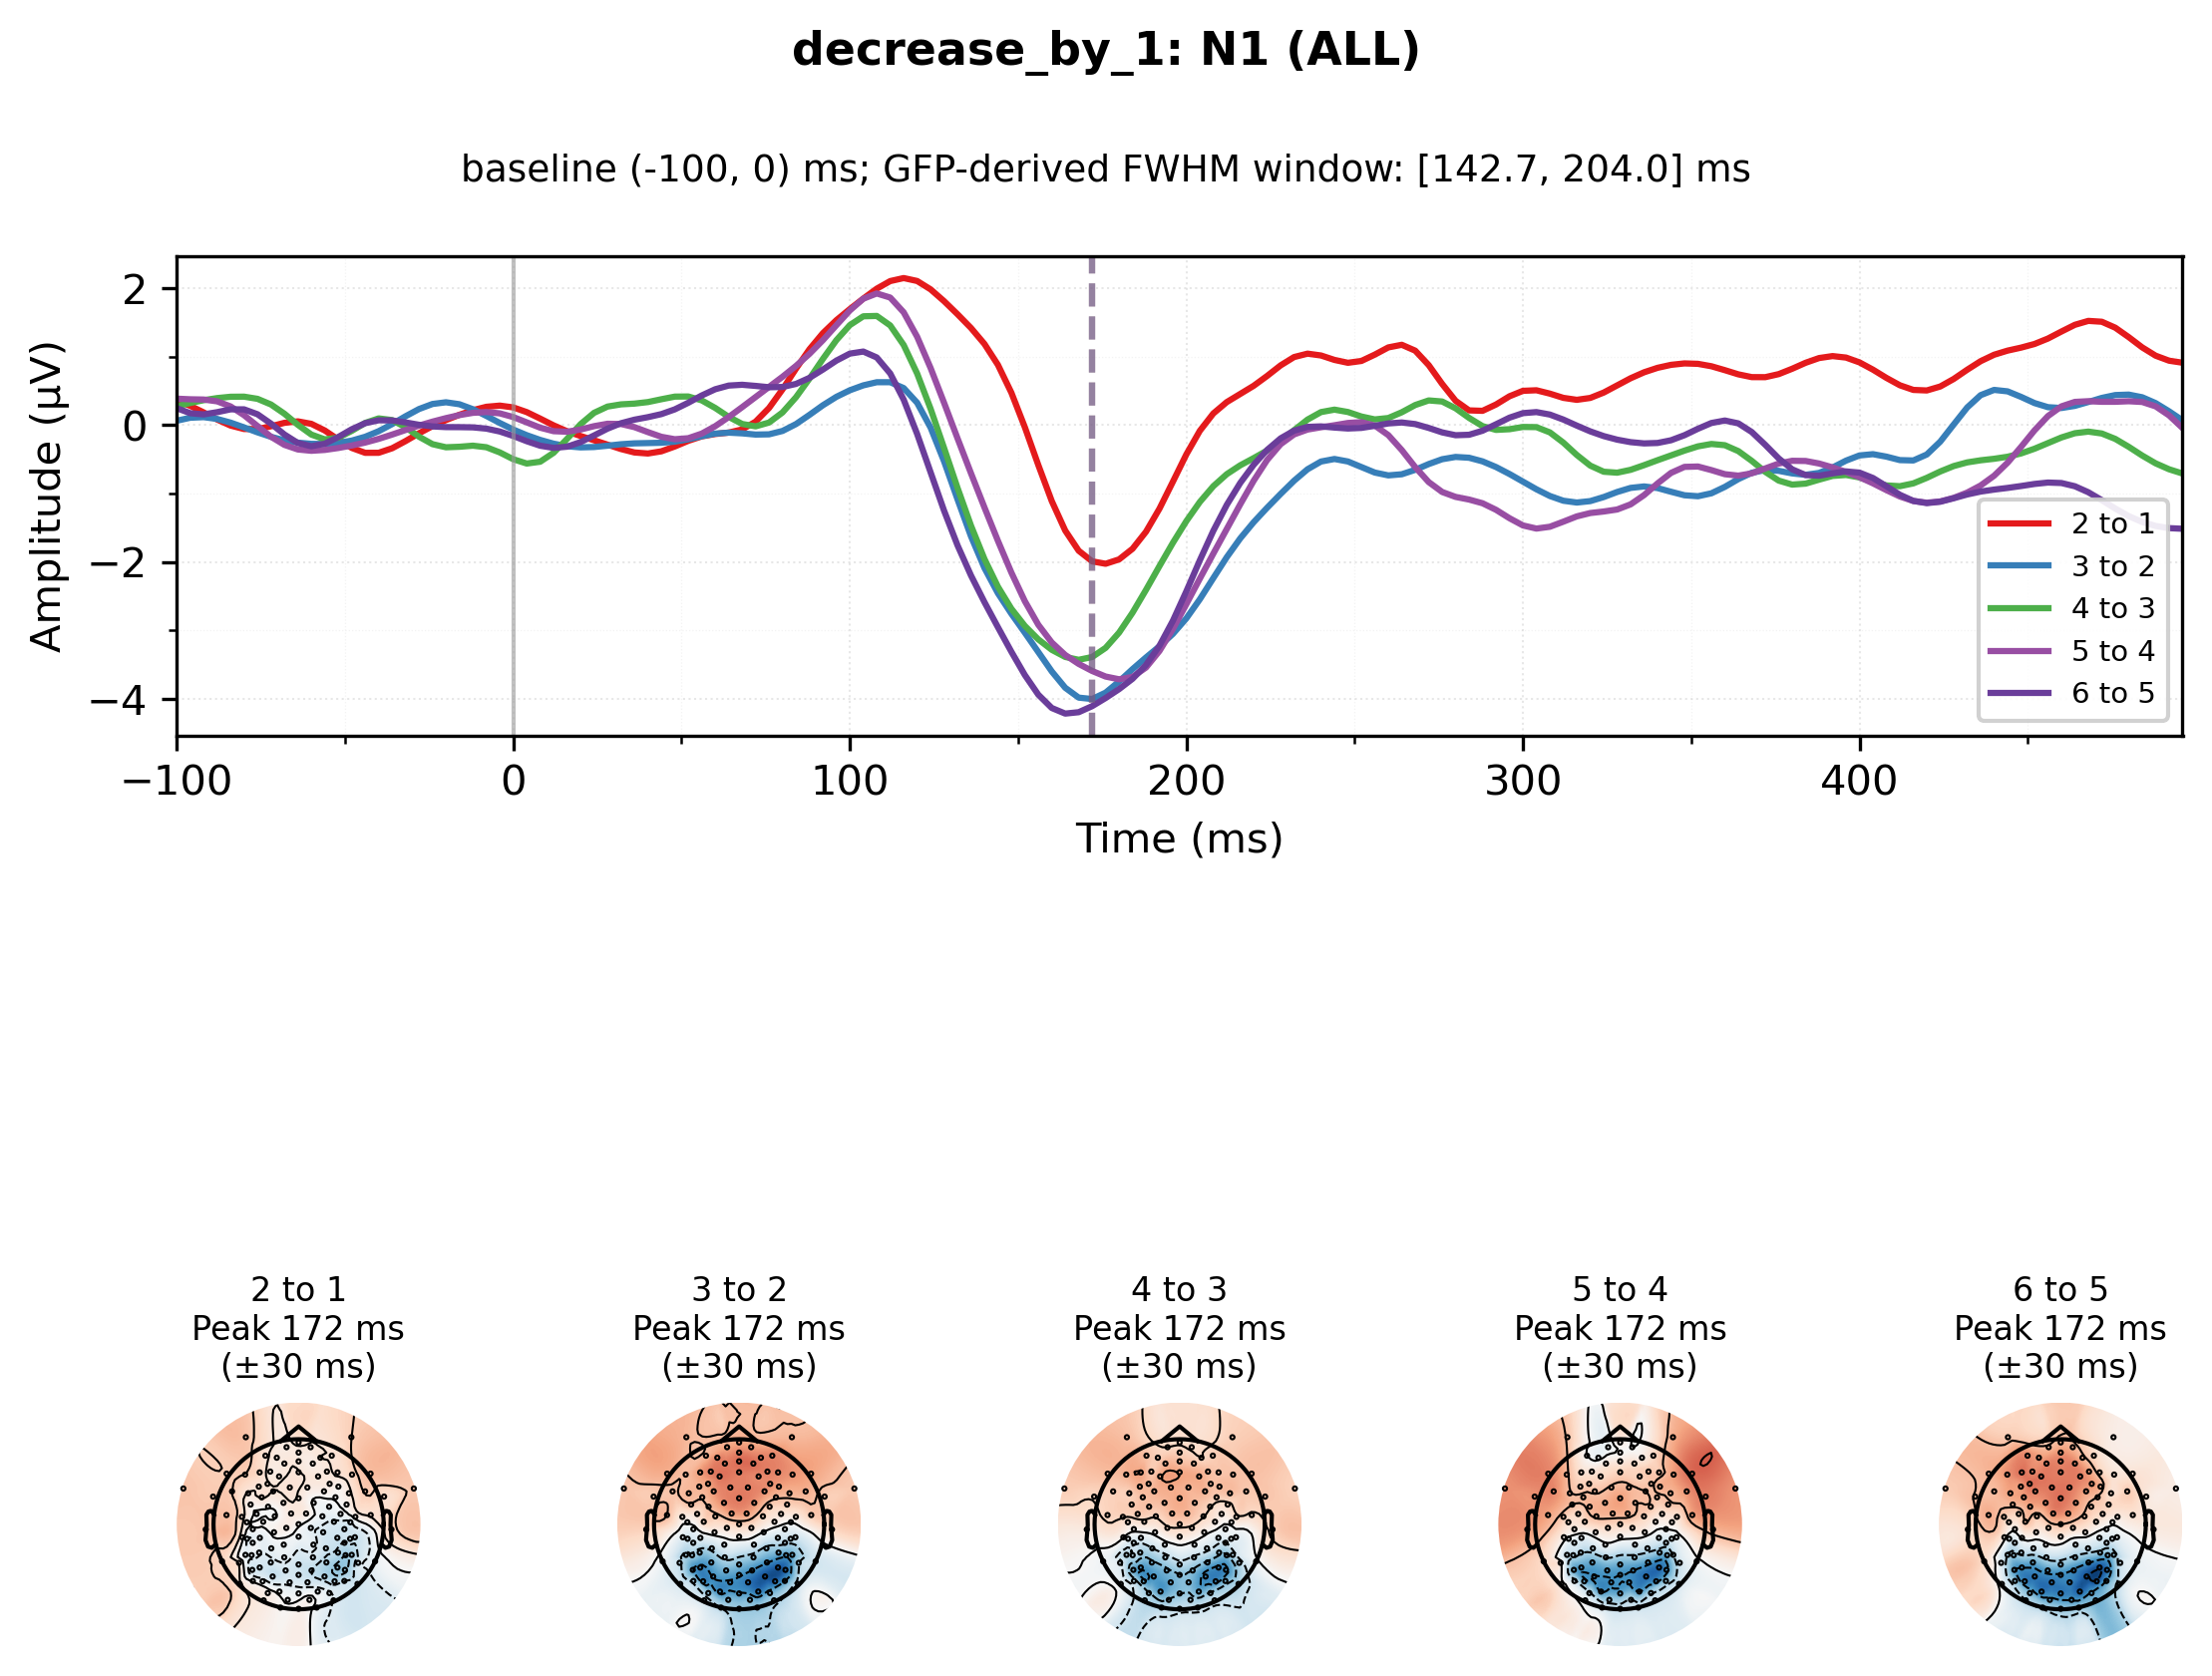 decrease_by_1: N1 (ALL)
baseline (-100, 0) ms; GFP-derived FWHM window: [142.7, 204.0] ms
Amplitude (µV)
2
0
−2
−4
2 to 1
3 to 2
4 to 3
5 to 4
6 to 5
−100
0
100
200
300
400
Time (ms)
2 to 1
Peak 172 ms
(±30 ms)
3 to 2
Peak 172 ms
(±30 ms)
4 to 3
Peak 172 ms
(±30 ms)
5 to 4
Peak 172 ms
(±30 ms)
6 to 5
Peak 172 ms
(±30 ms)